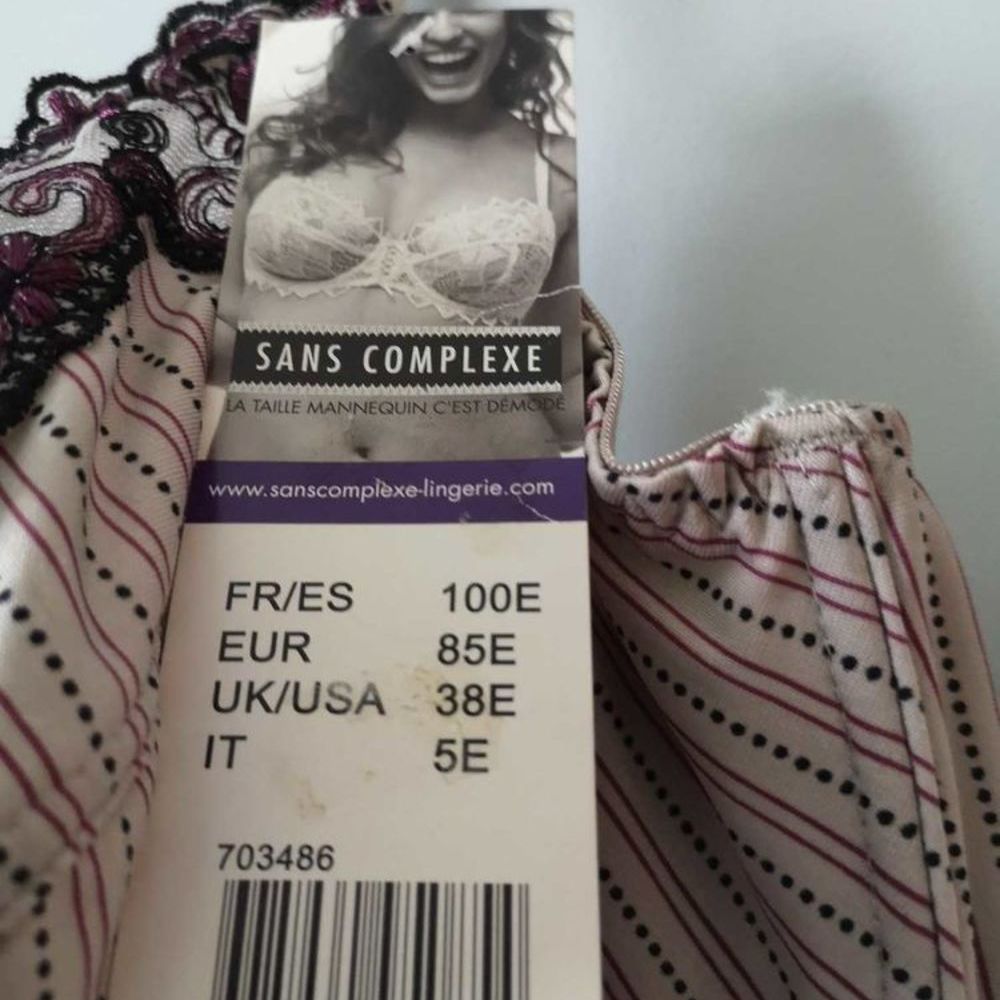 SANS COMPLEXE
LA TAILLE MANNEQUIN C'EST DÉMODÉ
www.sanscomplexe-lingerie.com
FR/ES 100E
EUR 85E
UK/USA 38E
IT 5E
703486